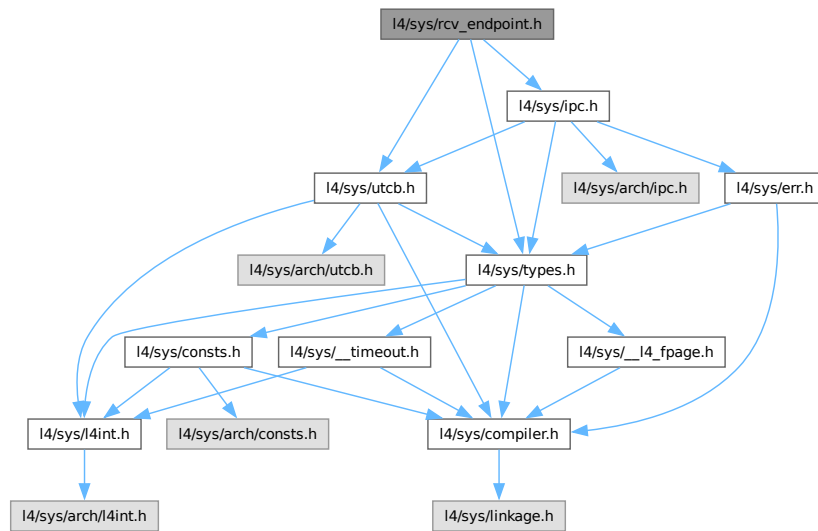 l4/sys/rcv_endpoint.h
l4/sys/ipc.h
l4/sys/utcb.h
l4/sys/arch/ipc.h
l4/sys/err.h
l4/sys/arch/utcb.h
l4/sys/types.h
l4/sys/consts.h
l4/sys/__timeout.h
l4/sys/__l4_fpage.h
l4/sys/l4int.h
l4/sys/arch/consts.h
l4/sys/compiler.h
l4/sys/arch/l4int.h
l4/sys/linkage.h